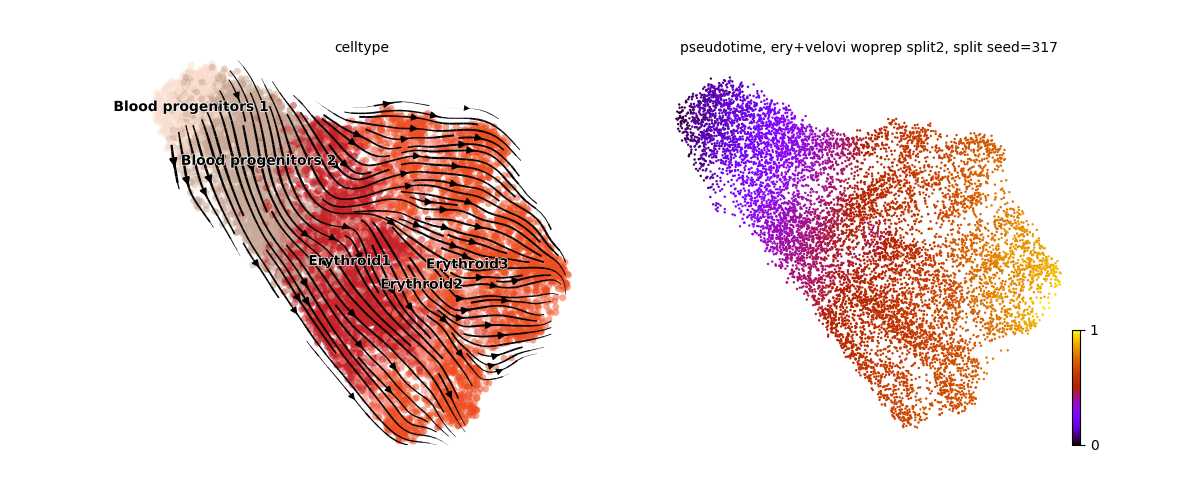 celltype
pseudotime, ery+velovi woprep split2, split seed=317
Blood progenitors 1
Blood progenitors 2
Erythroid1
Erythroid3
Erythroid2
1
0